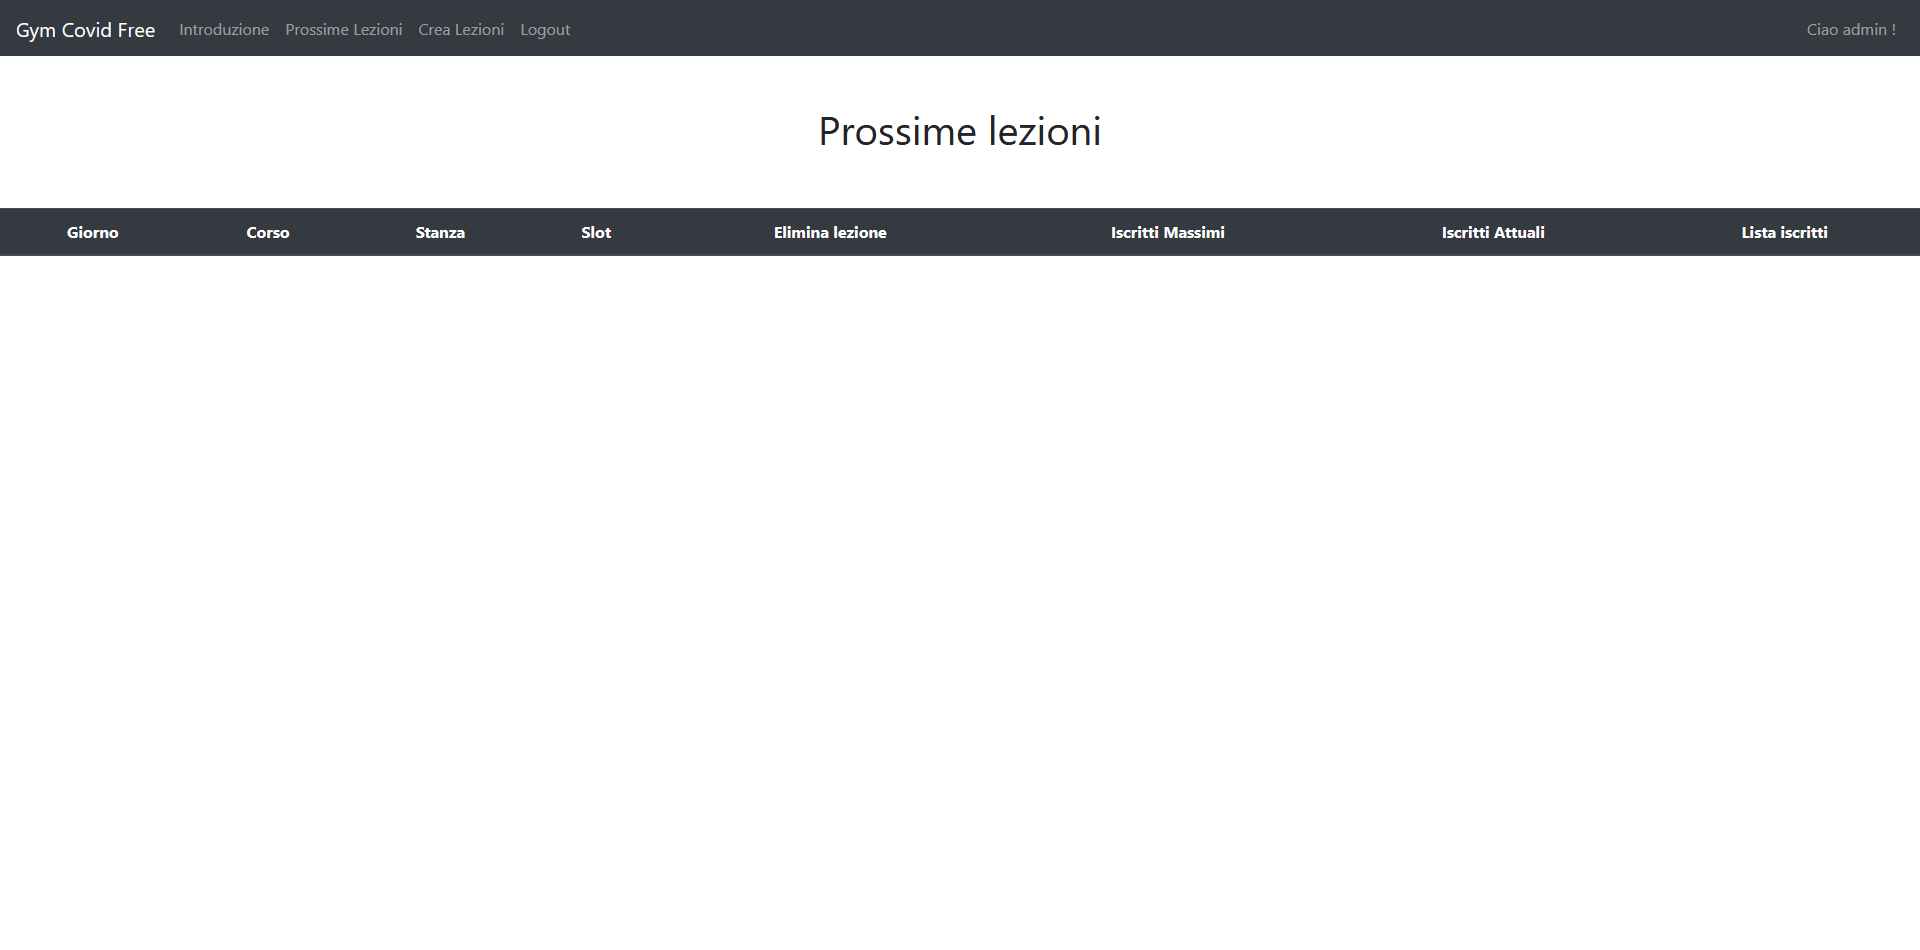 Gym Covid Free Introduzione Prossime Lezioni Crea Lezioni Logout Ciao admin !
Prossime lezioni
Giorno Corso Stanza Slot Elimina lezione Iscritti Massimi Iscritti Attuali Lista iscritti